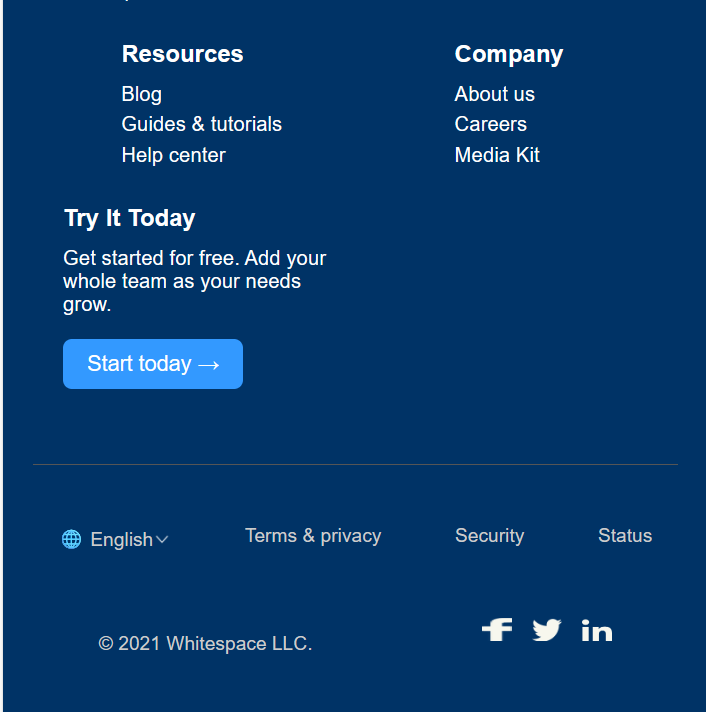 Resources
Company
Blog
About us
Guides & tutorials
Careers
Help center
Media Kit
Try It Today
Get started for free. Add your
whole team as your needs
grow.
Start today →
English
Terms & privacy
Security
Status
© 2021 Whitespace LLC.